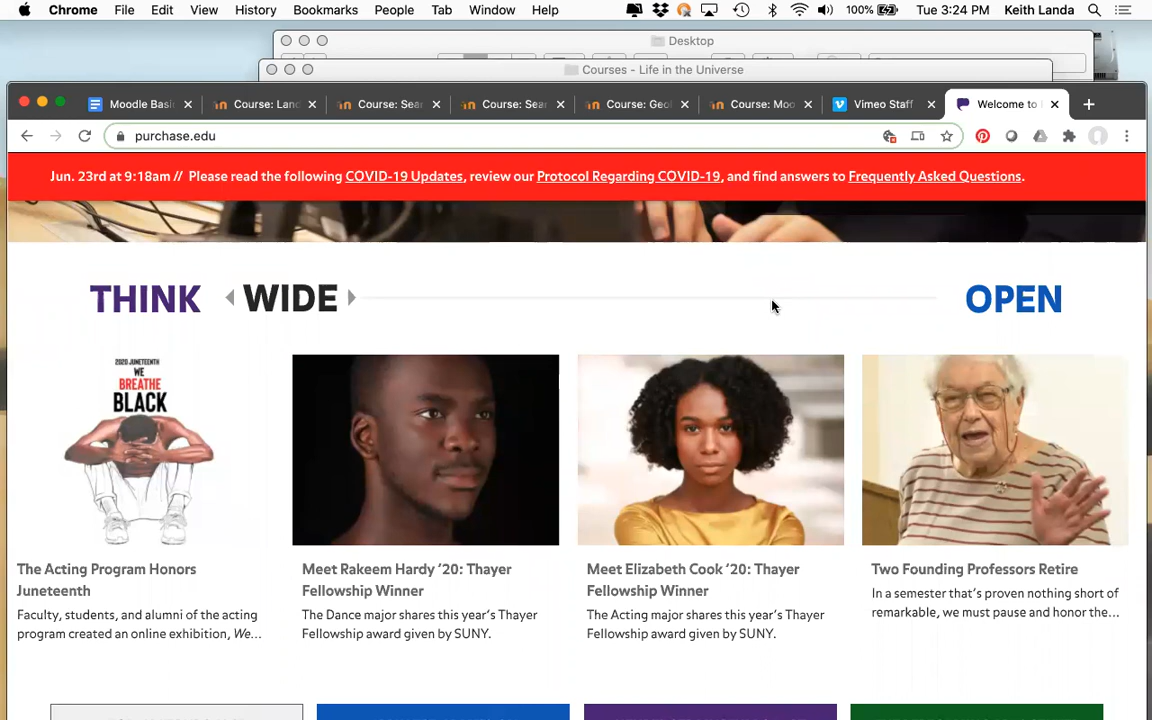 Chrome File Edit View History Bookmarks People Tab Window Help 100% Tue 3:24 PM Keith Landa
Desktop
Courses - Life in the Universe
Moodle Basi Course: Lan Course: Sea Course: Sea Course: Geo Course: Moo Vimeo Staff Welcome to
purchase.edu
Jun. 23rd at 9:18am // Please read the following COVID-19 Updates, review our Protocol Regarding COVID-19, and find answers to Frequently Asked Questions.
THINK WIDE OPEN
2020 JUNETEENTH
WE
BREATHE
BLACK
The Acting Program Honors
Juneteenth
Faculty, students, and alumni of the acting
program created an online exhibition, We...
Meet Rakeem Hardy ’20: Thayer
Fellowship Winner
The Dance major shares this year’s Thayer
Fellowship award given by SUNY.
Meet Elizabeth Cook ’20: Thayer
Fellowship Winner
The Acting major shares this year’s Thayer
Fellowship award given by SUNY.
Two Founding Professors Retire
In a semester that’s proven nothing short of
remarkable, we must pause and honor the...